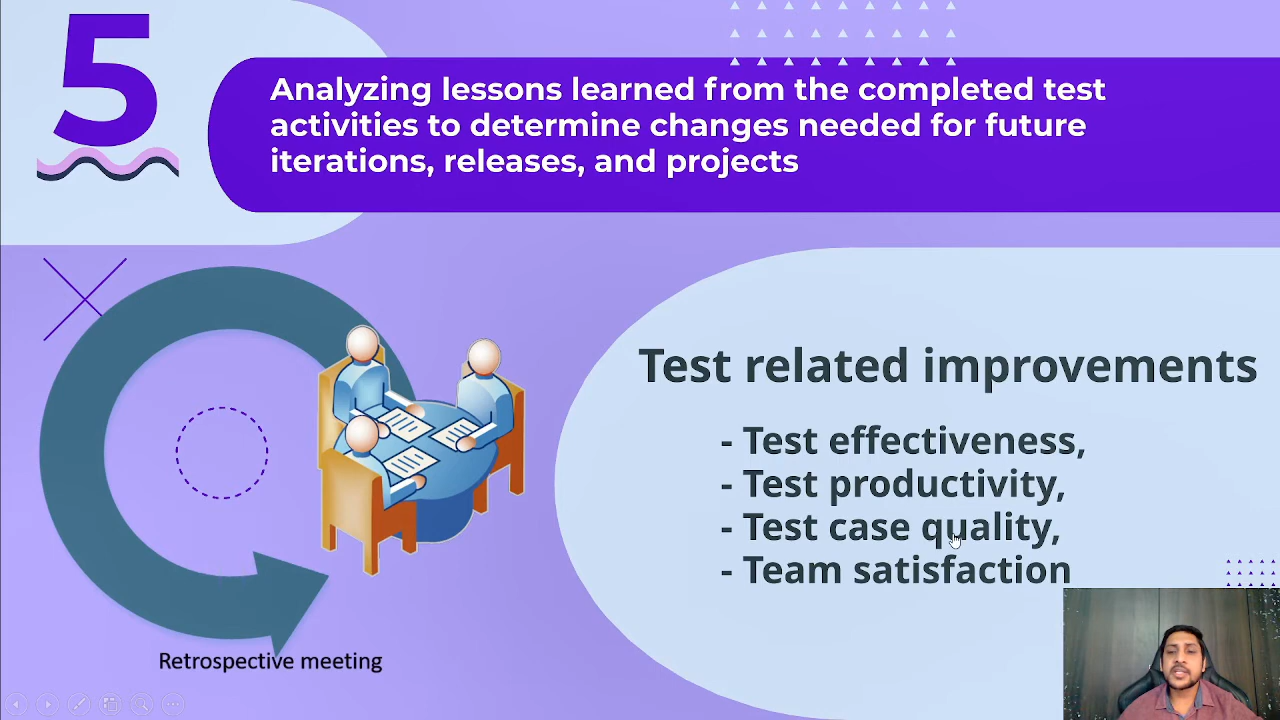 5
Analyzing lessons learned from the completed test
activities to determine changes needed for future
iterations, releases, and projects
Test related improvements
- Test effectiveness,
- Test productivity,
- Test case quality,
- Team satisfaction
Retrospective meeting